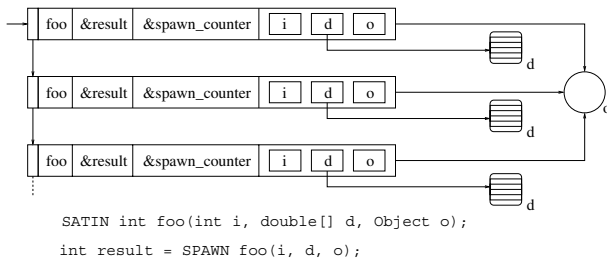 foo &result &spawn_counter i d o
d
o
foo &result &spawn_counter i d o
d
foo &result &spawn_counter i d o
d
SATIN int foo(int i, double[] d, Object o);
int result = SPAWN foo(i, d, o);